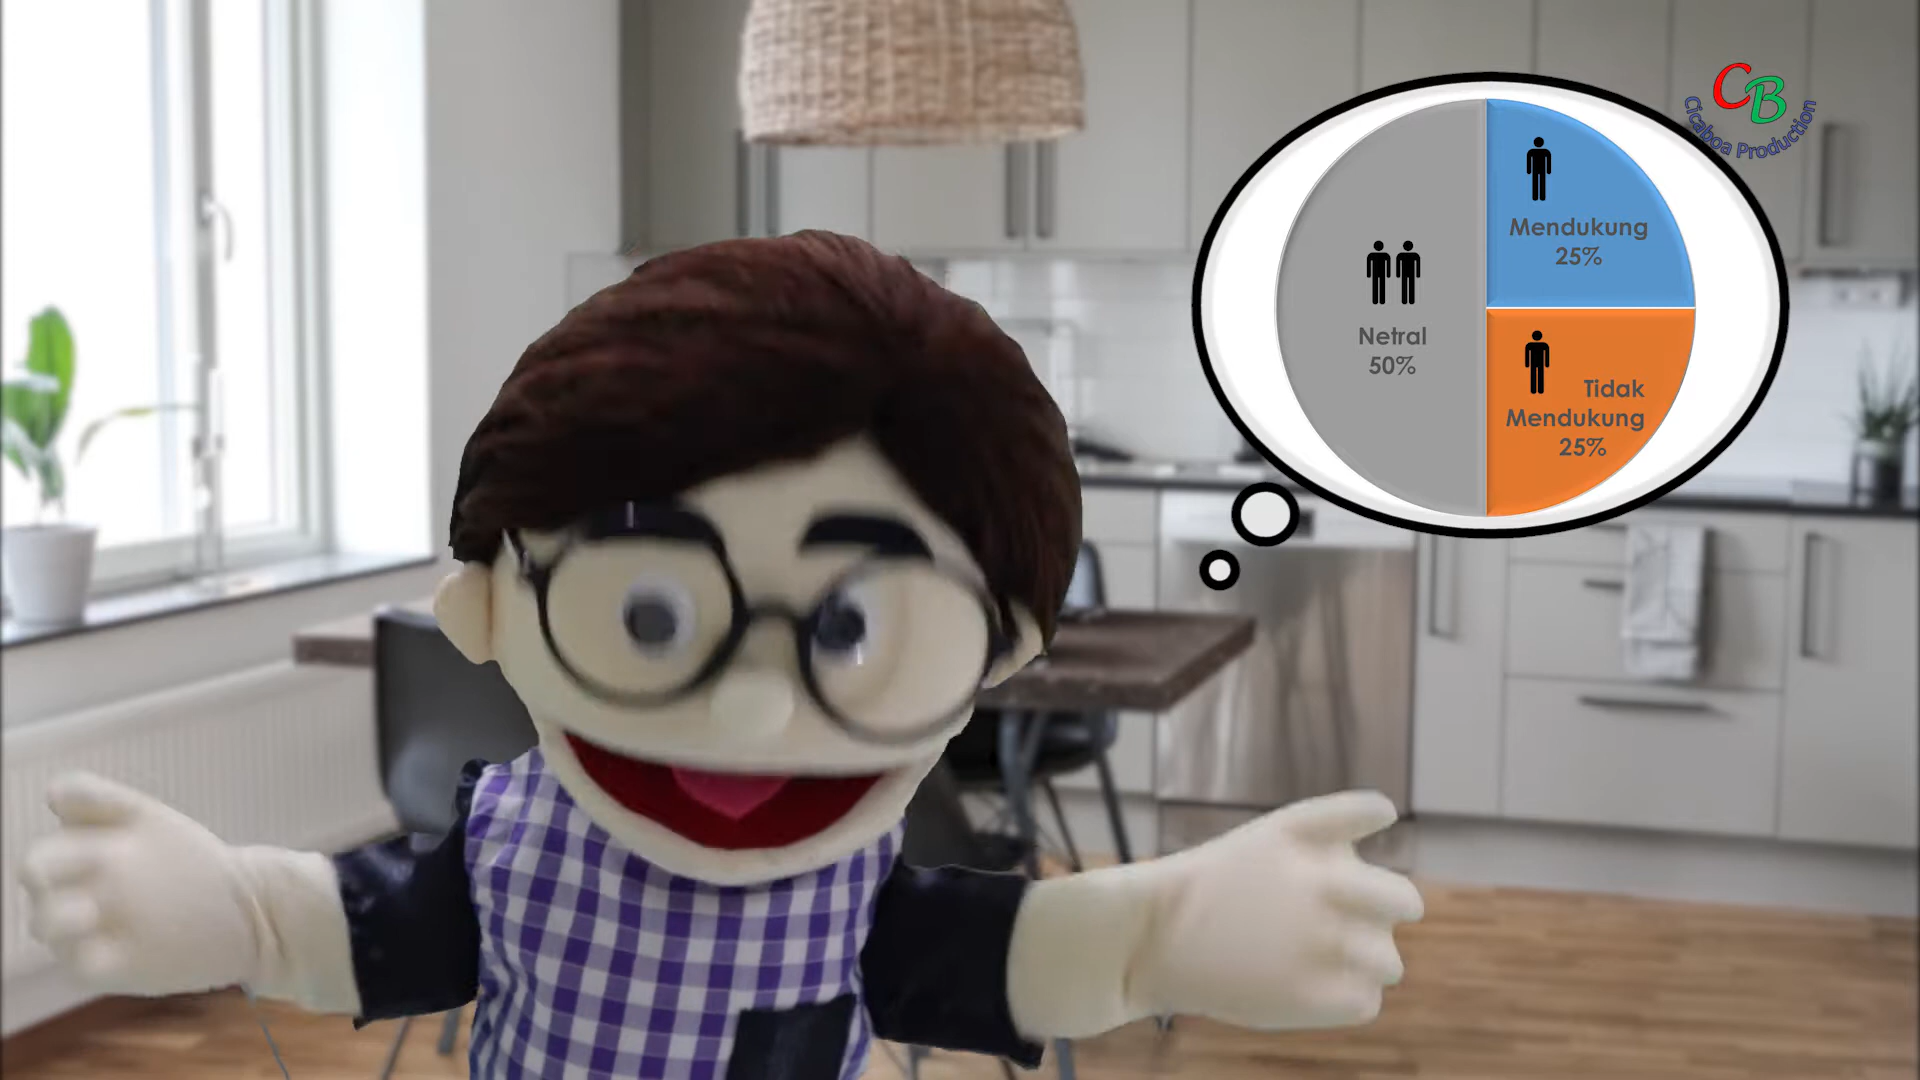 CB
Cicaboa Production
Mendukung
25%
Netral
50%
Tidak
Mendukung
25%